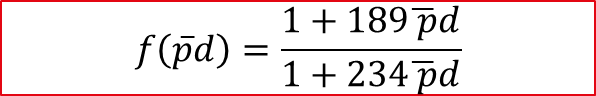 f(p̄d) = (1 + 189 p̄d) / (1 + 234 p̄d)